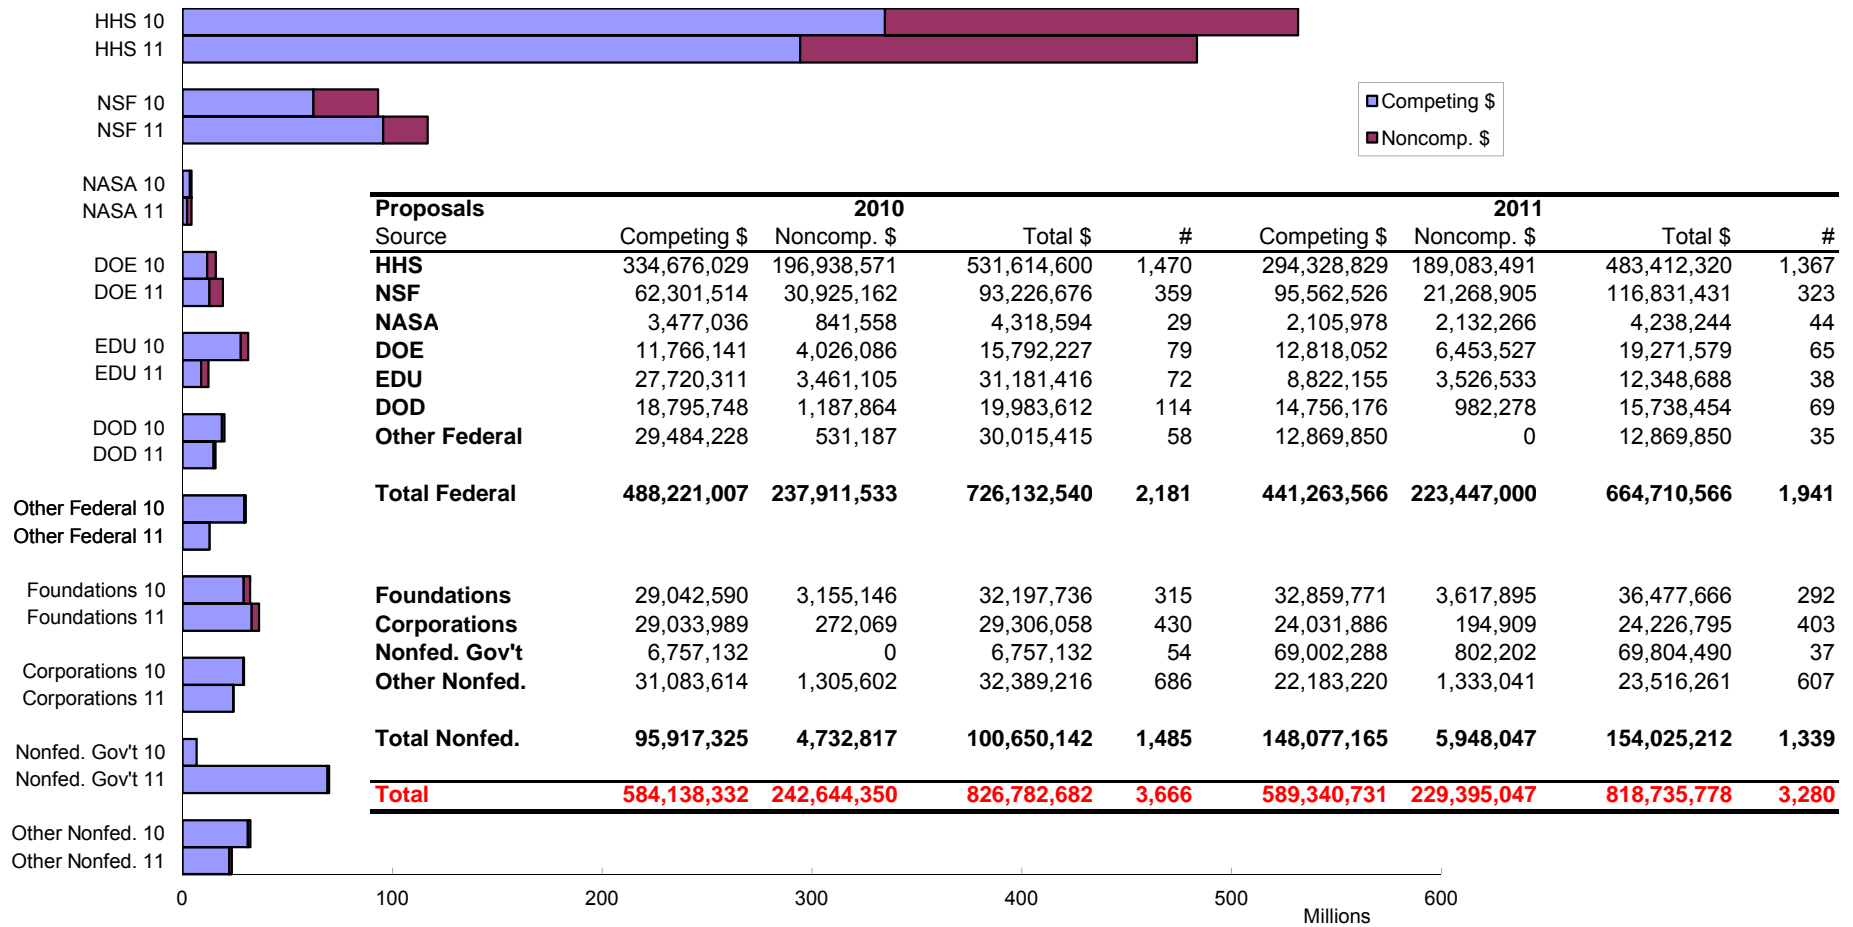 HHS 10
HHS 11
NSF 10
NSF 11
NASA 10
NASA 11
DOE 10
DOE 11
EDU 10
EDU 11
DOD 10
DOD 11
Other Federal 10
Other Federal 11
Foundations 10
Foundations 11
Corporations 10
Corporations 11
Nonfed. Gov't 10
Nonfed. Gov't 11
Other Nonfed. 10
Other Nonfed. 11
0 100 200 300 400 500 600
Millions
Competing $
Noncomp. $
Proposals 2010 2011
Source Competing $ Noncomp. $ Total $ # Competing $ Noncomp. $ Total $ #
HHS 334,676,029 196,938,571 531,614,600 1,470 294,328,829 189,083,491 483,412,320 1,367
NSF 62,301,514 30,925,162 93,226,676 359 95,562,526 21,268,905 116,831,431 323
NASA 3,477,036 841,558 4,318,594 29 2,105,978 2,132,266 4,238,244 44
DOE 11,766,141 4,026,086 15,792,227 79 12,818,052 6,453,527 19,271,579 65
EDU 27,720,311 3,461,105 31,181,416 72 8,822,155 3,526,533 12,348,688 38
DOD 18,795,748 1,187,864 19,983,612 114 14,756,176 982,278 15,738,454 69
Other Federal 29,484,228 531,187 30,015,415 58 12,869,850 0 12,869,850 35
Total Federal 488,221,007 237,911,533 726,132,540 2,181 441,263,566 223,447,000 664,710,566 1,941
Foundations 29,042,590 3,155,146 32,197,736 315 32,859,771 3,617,895 36,477,666 292
Corporations 29,033,989 272,069 29,306,058 430 24,031,886 194,909 24,226,795 403
Nonfed. Gov't 6,757,132 0 6,757,132 54 69,002,288 802,202 69,804,490 37
Other Nonfed. 31,083,614 1,305,602 32,389,216 686 22,183,220 1,333,041 23,516,261 607
Total Nonfed. 95,917,325 4,732,817 100,650,142 1,485 148,077,165 5,948,047 154,025,212 1,339
Total 584,138,332 242,644,350 826,782,682 3,666 589,340,731 229,395,047 818,735,778 3,280